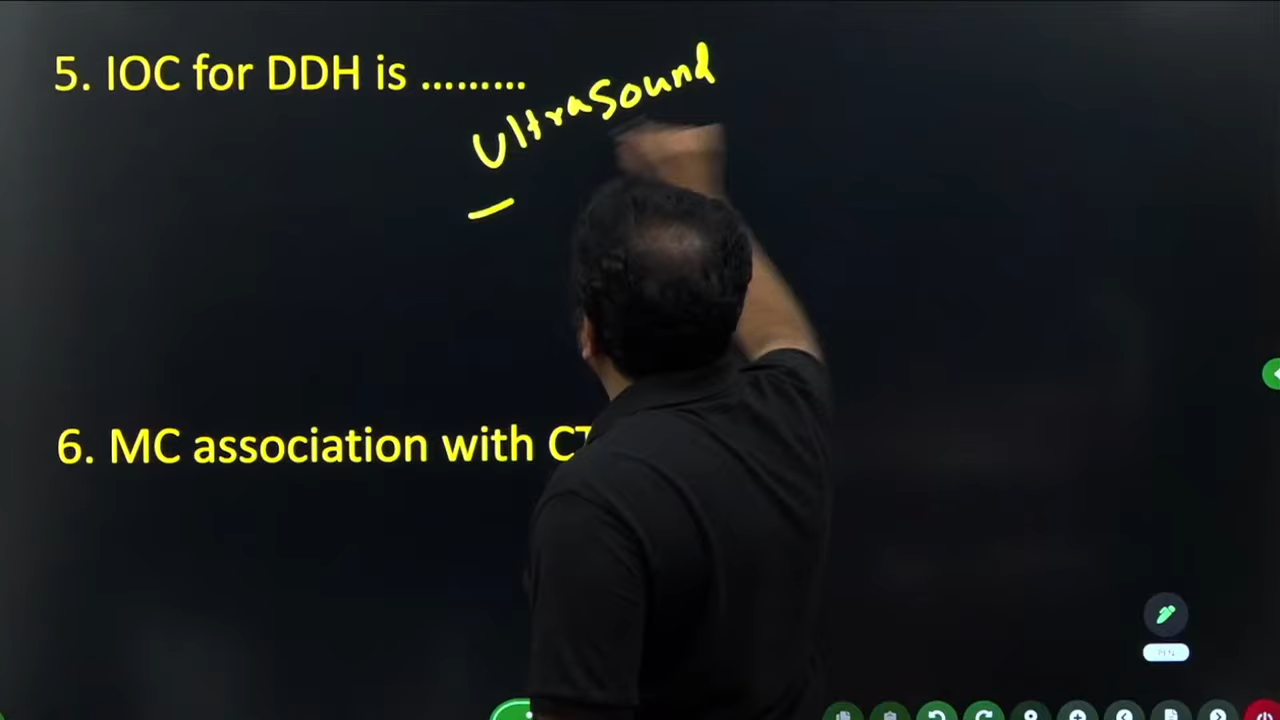 5. IOC for DDH is .........
Ultrasound
6. MC association with